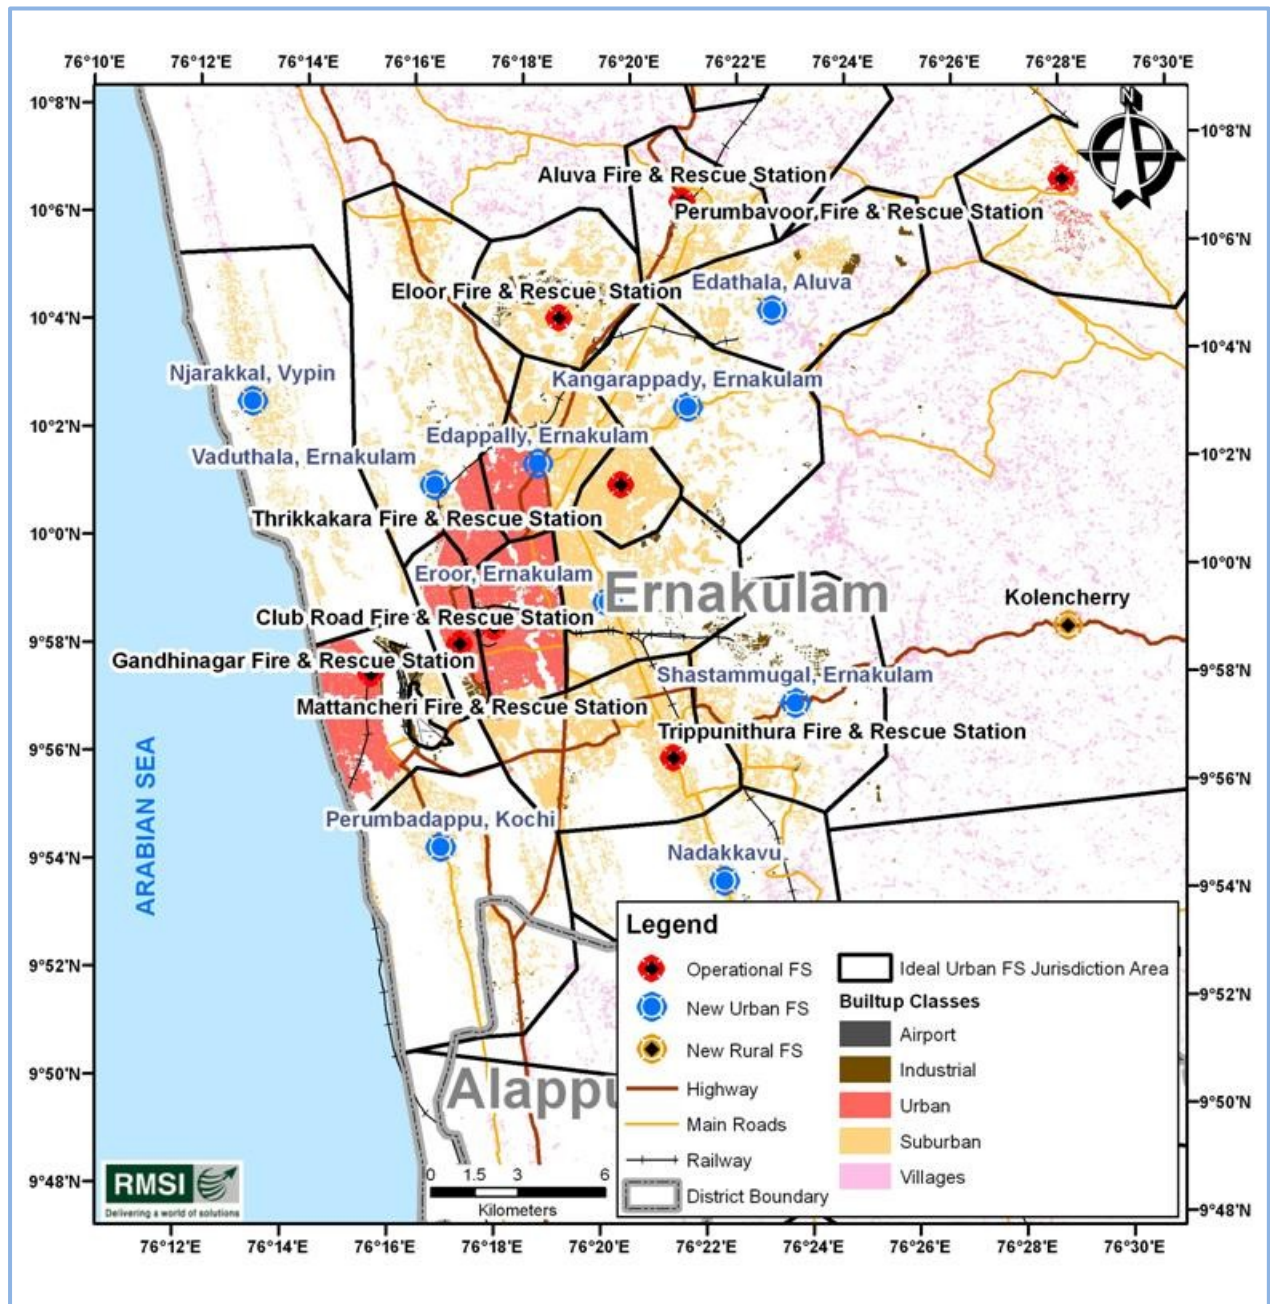 76°10'E 76°12'E 76°14'E 76°16'E 76°18'E 76°20'E 76°22'E 76°24'E 76°26'E 76°28'E 76°30'E
N
10°8'N
10°8'N
Aluva Fire & Rescue Station
10°6'N
Perumbavoor Fire & Rescue Station
10°6'N
Edathala, Aluva
Eloor Fire & Rescue Station
10°4'N
10°4'N
Njarakkal, Vypin
Kangarappady, Ernakulam
10°2'N
Edappally, Ernakulam
10°2'N
Vaduthala, Ernakulam
Thrikkakara Fire & Rescue Station
10°0'N
10°0'N
Eroor, Ernakulam
Ernakulam
Kolencherry
Club Road Fire & Rescue Station
9°58'N
Gandhinagar Fire & Rescue Station
9°58'N
Shastammugal, Ernakulam
Mattancheri Fire & Rescue Station
Trippunithura Fire & Rescue Station
9°56'N
9°56'N
ARABIAN SEA
Perumbadappu, Kochi
9°54'N
Nadakkavu
9°54'N
9°52'N
9°52'N
9°50'N
9°50'N
Alappu
9°48'N
9°48'N
Legend
Operational FS
New Urban FS
New Rural FS
Highway
Main Roads
Railway
District Boundary
Ideal Urban FS Jurisdiction Area
Builtup Classes
Airport
Industrial
Urban
Suburban
Villages
0 1.5 3 6
Kilometers
RMSI
Delivering a world of solutions
76°12'E 76°14'E 76°16'E 76°18'E 76°20'E 76°22'E 76°24'E 76°26'E 76°28'E 76°30'E